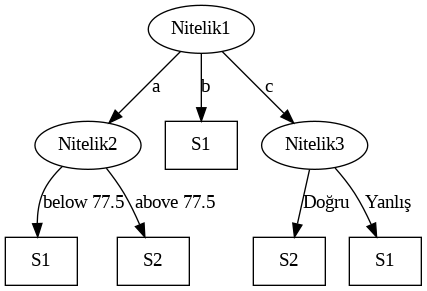 Nitelik1
a
b
c
Nitelik2
S1
Nitelik3
below 77.5
above 77.5
Doğru
Yanlış
S1
S2
S2
S1